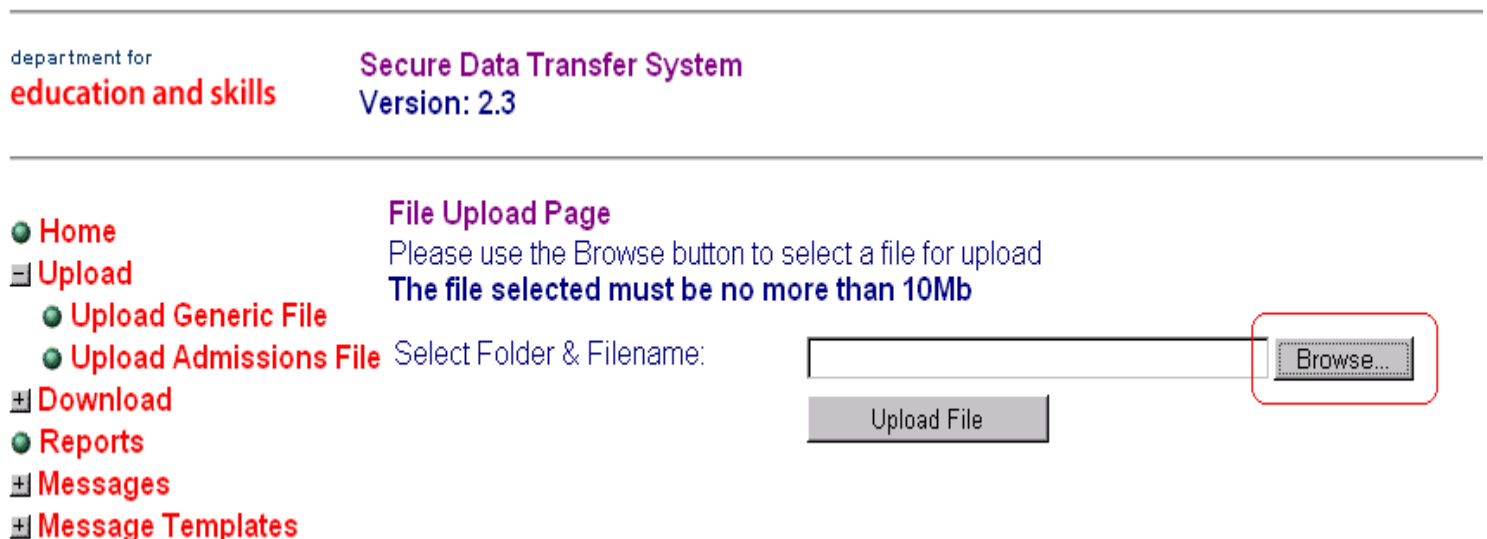 department for
education and skills
Secure Data Transfer System
Version: 2.3
Home
Upload
Upload Generic File
Upload Admissions File
Download
Reports
Messages
Message Templates
File Upload Page
Please use the Browse button to select a file for upload
The file selected must be no more than 10Mb
Select Folder & Filename:
Browse...
Upload File